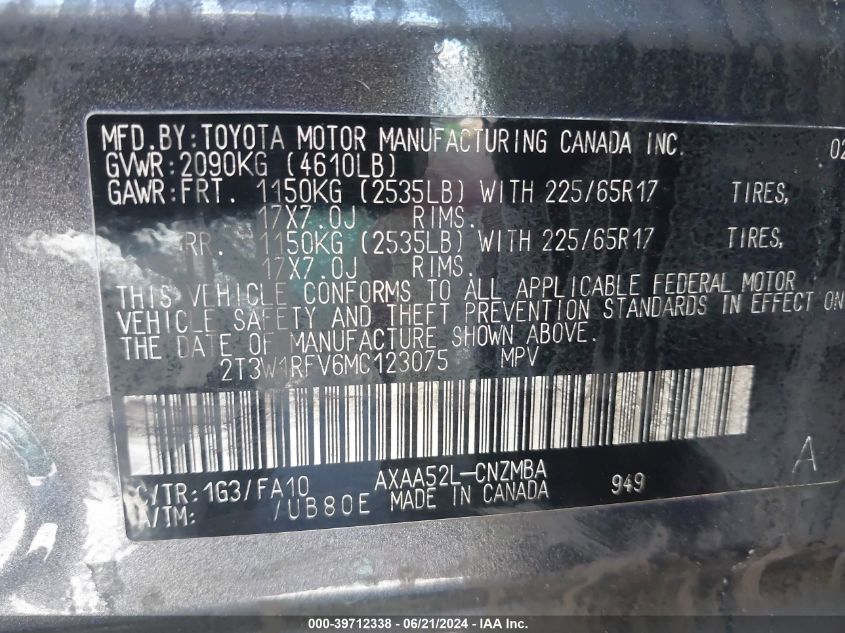 MFD.BY:TOYOTA MOTOR MANUFACTURING CANADA INC. 02
GVWR:2090KG (4610LB)
GAWR:FRT. 1150KG (2535LB) WITH 225/65R17 TIRES,
17X7.0J RIMS.
RR. 1150KG (2535LB) WITH 225/65R17 TIRES,
17X7.0J RIMS.
THIS VEHICLE CONFORMS TO ALL APPLICABLE FEDERAL MOTOR
VEHICLE SAFETY AND THEFT PREVENTION STANDARDS IN EFFECT ON
THE DATE OF MANUFACTURE SHOWN ABOVE.
2T3W1RFV6MC123075 MPV
C/TR:1G3/FA10 AXAA52L-CNZMBA A
A/TM: /UB80E MADE IN CANADA 949
000-39712338 - 06/21/2024 - IAA Inc.